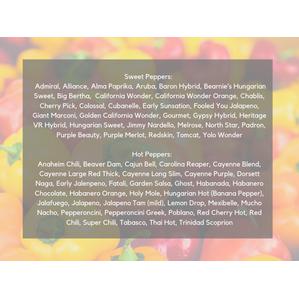 Sweet Peppers:
Admiral, Alliance, Alma Paprika, Aruba, Baron Hybrid, Bearnie's Hungarian
Sweet, Big Bertha,  California Wonder, California Wonder Orange, Chablis,
Cherry Pick, Colossal, Cubanelle, Early Sunsation, Fooled You Jalapeno,
Giant Marconi, Golden California Wonder, Gourmet, Gypsy Hybrid, Heritage
VR Hybrid, Hungarian Sweet, Jimmy Nardello, Melrose, North Star, Padron,
Purple Beauty, Purple Merlot, Redskin, Tomcat, Yolo Wonder
Hot Peppers:
Anaheim Chili, Beaver Dam, Cajun Bell, Carolina Reaper, Cayenne Blend,
Cayenne Large Red Thick, Cayenne Long Slim, Cayenne Purple, Dorsett
Naga, Early Jalenpeno, Fatali, Garden Salsa, Ghost, Habanada, Habanero
Chocolate, Habanero Orange, Holy Mole, Hungarian Hot (Banana Pepper),
Jalafuego, Jalapeno, Jalapeno Tam (mild), Lemon Drop, Mexibelle, Mucho
Nacho, Pepperoncini, Pepperoncini Greek, Poblano, Red Cherry Hot, Red
Chili, Super Chili, Tabasco, Thai Hot, Trinidad Scoprion